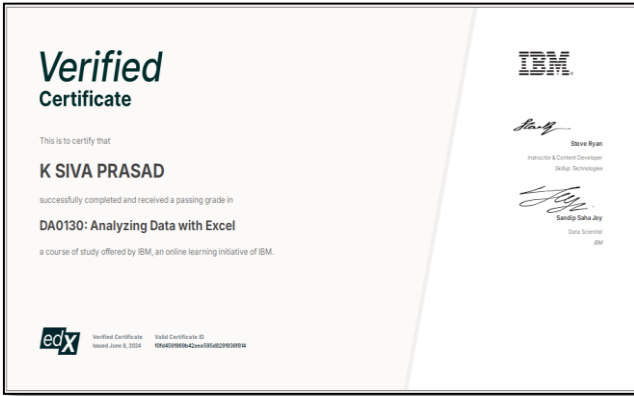 Verified
Certificate
This is to certify that
K SIVA PRASAD
successfully completed and received a passing grade in
DA0130: Analyzing Data with Excel
a course of study offered by IBM, an online learning initiative of IBM.
edX
Verified Certificate
Issued June 8, 2024
Valid Certificate ID
IBM
Steve Ryan
Instructor & Content Developer
Skillup Technologies
Sandip Saha Joy
Data Scientist
IBM